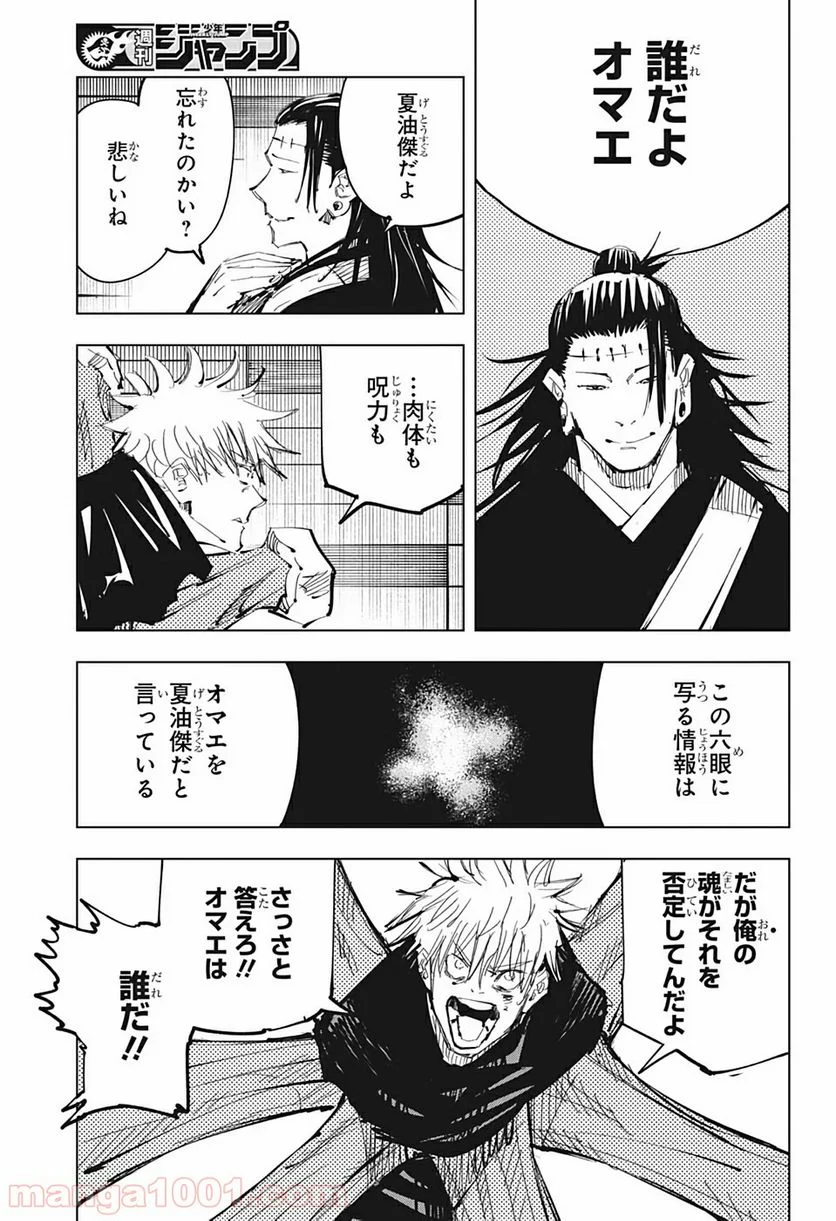 週刊
少年
ジャンプ
誰だよ
オマエ
夏油傑だよ
忘れたのかい?
悲しいね
…肉体も
呪力も
この六眼に
写る情報は
オマエを
夏油傑だと
言っている
だが俺の
魂がそれを
否定してんだよ
さっさと
答えろ!!
オマエは
誰だ!!
manga1001.com